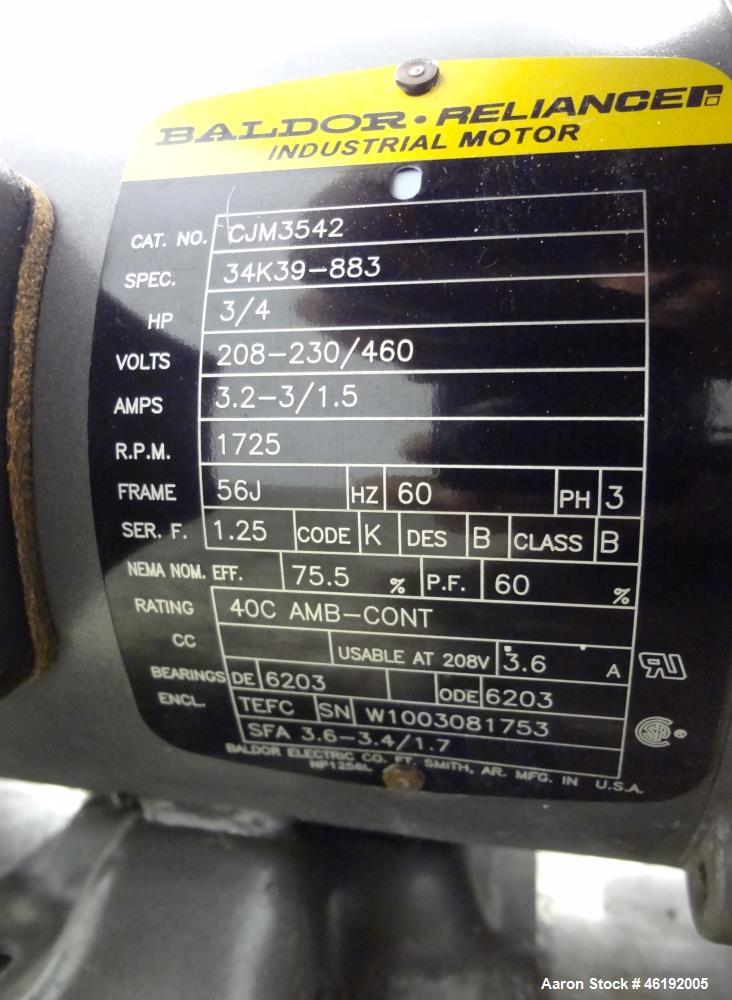 BALDOR • RELIANCER
INDUSTRIAL MOTOR
CAT. NO. CJM3542
SPEC. 34K39-883
HP 3/4
VOLTS 208-230/460
AMPS 3.2-3/1.5
R.P.M. 1725
FRAME 56J HZ 60 PH 3
SER. F. 1.25 CODE K DES B CLASS B
NEMA NOM. EFF. 75.5 % P.F. 60 %
RATING 40C AMB-CONT
CC USABLE AT 208V 3.6 A
BEARINGS DE 6203 ODE 6203
ENCL. TEFC SN W1003081753
SFA 3.6-3.4/1.7
BALDOR ELECTRIC CO. FT. SMITH, AR. MFG. IN U.S.A.
NP1256L
Aaron Stock # 46192005